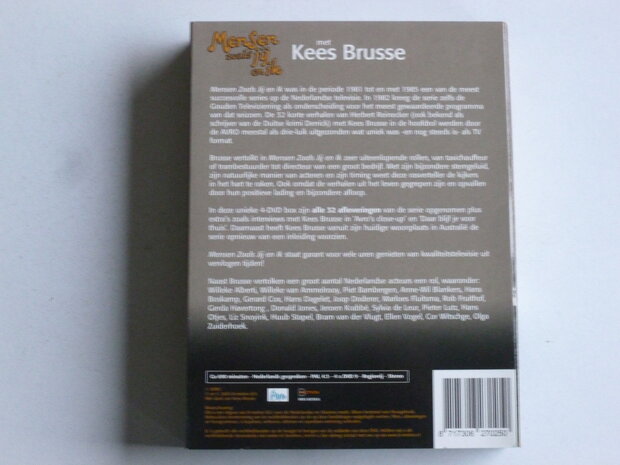 Mensen
zoals jij
en ik
met
Kees Brusse
Mensen Zoals Jij en Ik was in de periode 1981 tot en met 1985 een van de meest
succesvolle series op de Nederlandse televisie. In 1982 kreeg de serie zelfs de
Gouden Televizierring als onderscheiding voor het meest gewaardeerde programma
van dat seizoen. De 32 korte verhalen van Herbert Reinecker (ook bekend als
schrijver van de Duitse krimi Derrick) met Kees Brusse in de hoofdrol werden door
de AVRO meestal als drie-luik uitgezonden wat uniek was -en nog steeds is- als TV
format.
Brusse vertolkt in Mensen Zoals Jij en Ik zeer uiteenlopende rollen, van taxichauffeur
of trambestuurder tot directeur van een groot bedrijf. Met zijn bijzondere stemgeluid,
zijn natuurlijke manier van acteren en zijn timing weet deze rasverteller de kijkers
in het hart te raken. Ook omdat de verhalen uit het leven gegrepen zijn en opvallen
door hun positieve lading en bijzondere afloop.
In deze unieke 4-DVD box zijn alle 32 afleveringen van de serie opgenomen plus
extra's zoals interviews met Kees Brusse in 'Avro's close-up' en 'Daar blijf je voor
thuis'. Daarnaast heeft Kees Brusse vanuit zijn huidige woonplaats in Australië de
serie opnieuw van een inleiding voorzien.
Mensen Zoals Jij en Ik staat garant voor vele uren genieten van kwaliteitstelevisie uit
vervlogen tijden!
Naast Brusse vertolken een groot aantal Nederlandse acteurs een rol, waaronder:
Willeke Alberti, Willeke van Ammelrooy, Piet Bambergen, Anne-Wil Blankers, Hans
Boskamp, Gerard Cox, Hans Dagelet, Joop Doderer, Marloes Fluitsma, Rob Fruithof,
Gerda Havertong, Donald Jones, Jeroen Krabbé, Sylvia de Leur, Pieter Lutz, Hans
Otjes, Liz Snoyink, Huub Stapel, Bram van der Vlugt, Ellen Vogel, Cor Witschge, Olga
Zuiderhoek.
8 717306 270250